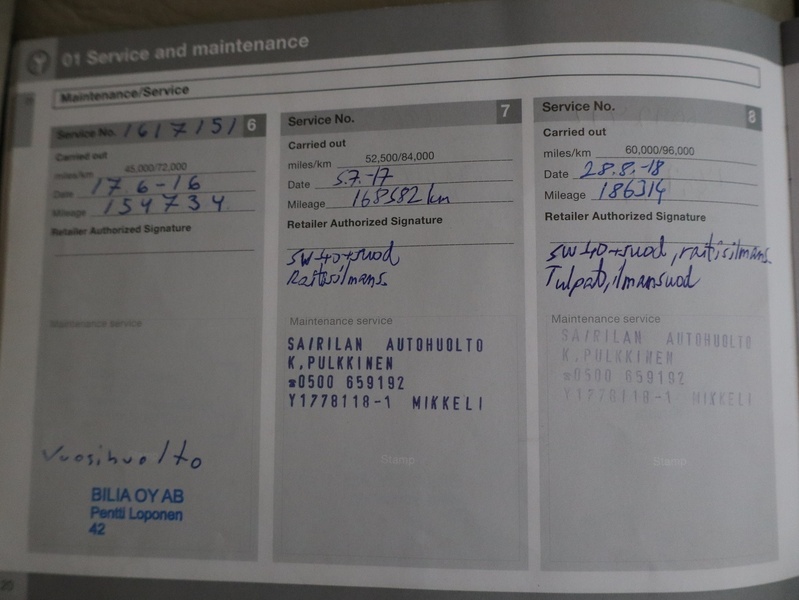 01 Service and maintenance
Maintenance/Service
Service No. 1617151 6
Carried out
miles/km 45,000/72,000
Date 17 6-16
Mileage 154734
Retailer Authorized Signature
Maintenance service
Vuosihuolto
BILIA OY AB
Pentti Loponen
42
Service No. 7
Carried out
miles/km 52,500/84,000
Date 5.7.-17
Mileage 168582 km
Retailer Authorized Signature
5W40+suod
Raitisilmans.
Maintenance service
SAIRILAN AUTOHUOLTO
K.PULKKINEN
☎0500 659192
Y1778118-1 MIKKELI
Stamp
Service No. 8
Carried out
miles/km 60,000/96,000
Date 28.8.-18
Mileage 186314
Retailer Authorized Signature
5W40+suod, raitisilmans.
Tulpat, ilmansuod
Maintenance service
SAIRILAN AUTOHUOLTO
K.PULKKINEN
☎0500 659192
Y1778118-1 MIKKELI
Stamp
20